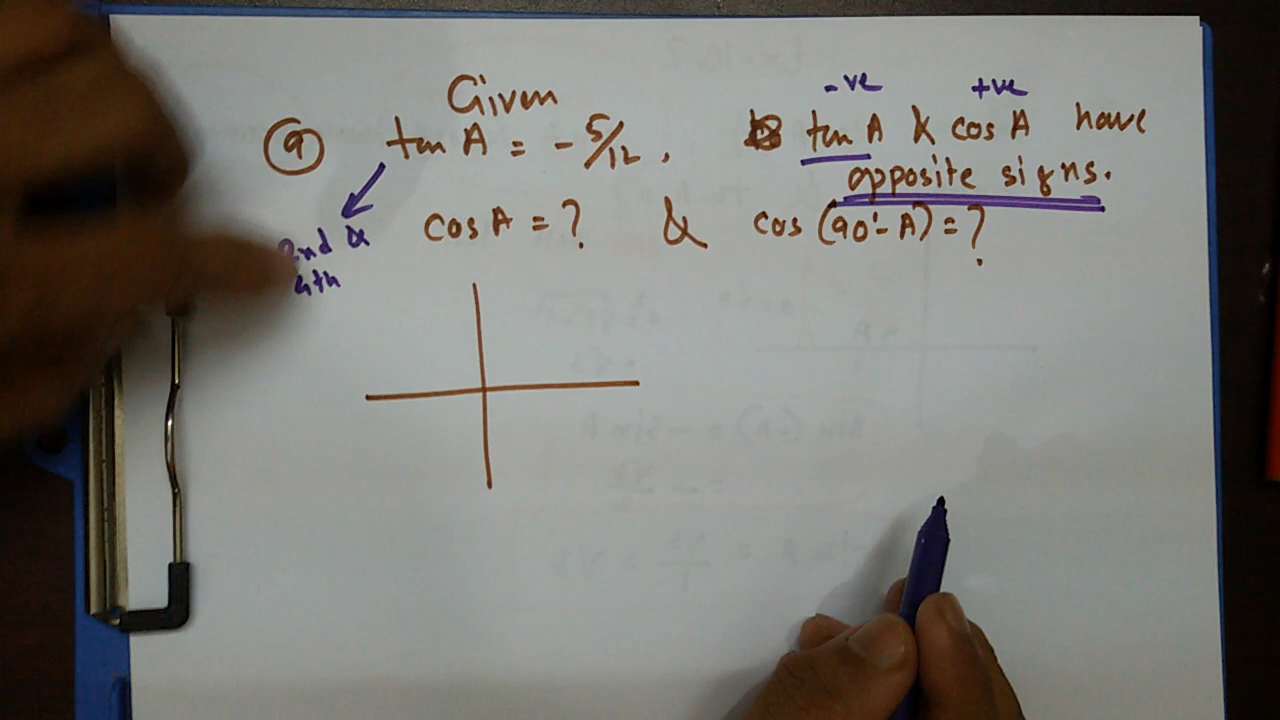 Given
-ve +ve
9 tan A = - 5/12 , tan A & cos A have
opposite signs.
cos A = ? & cos (90°- A) = ?
2nd &
4th